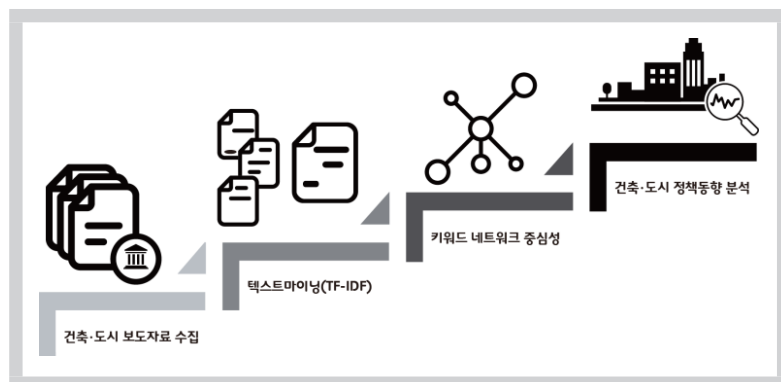 건축·도시 보도자료 수집
텍스트마이닝(TF-IDF)
키워드 네트워크 중심성
건축·도시 정책동향 분석